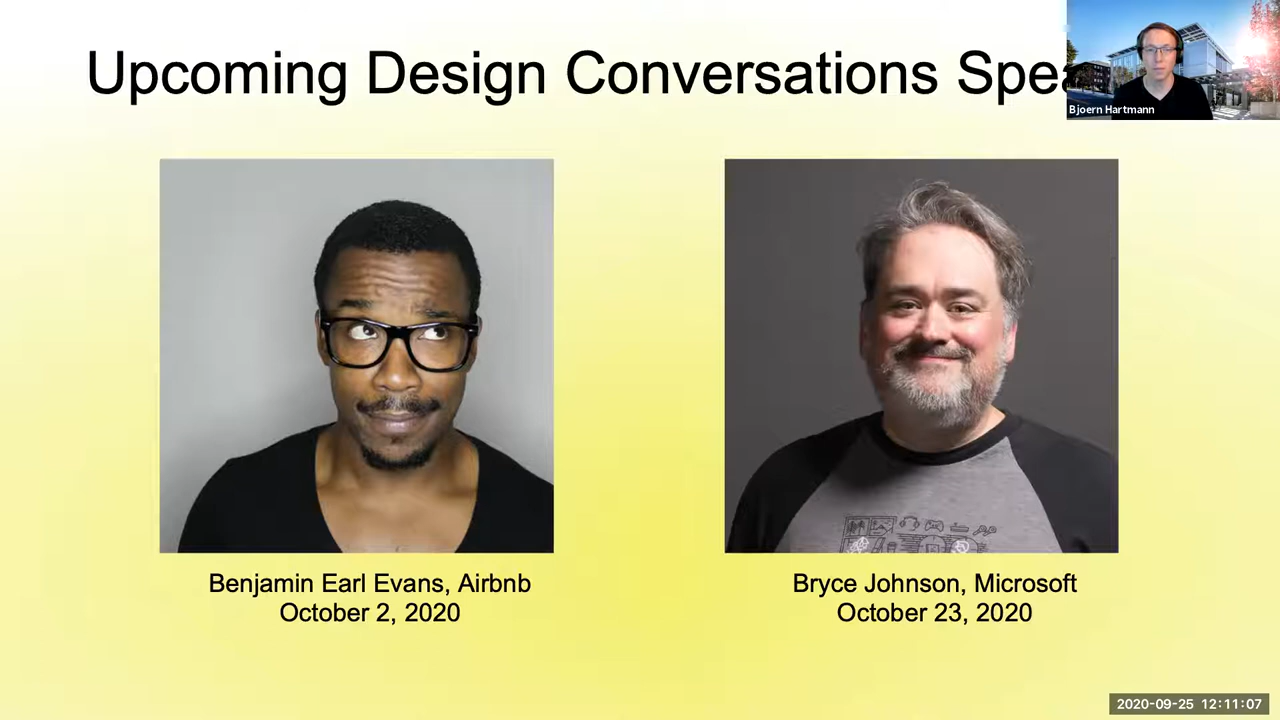 Upcoming Design Conversations Spea
Bjoern Hartmann
Benjamin Earl Evans, Airbnb
October 2, 2020
Bryce Johnson, Microsoft
October 23, 2020
2020-09-25 12:11:07